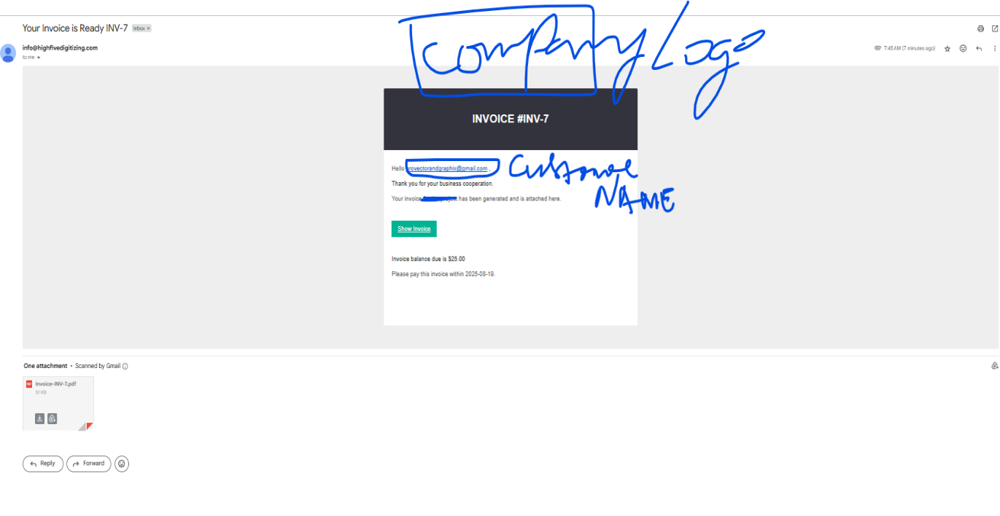 Your Invoice is Ready INV-7 Inbox ×
info@highfivedigitizing.com
to me
7:45 AM (7 minutes ago)
Company Logo
INVOICE #INV-7
Hello rovectorandgraphix@gmail.com ,
Customer
NAME
Thank you for your business cooperation.
Your invoice has been generated and is attached here.
Show Invoice
Invoice balance due is $25.00
Please pay this invoice within 2025-08-19.
One attachment • Scanned by Gmail
PDF Invoice-INV-7.pdf
51 KB
Reply Forward